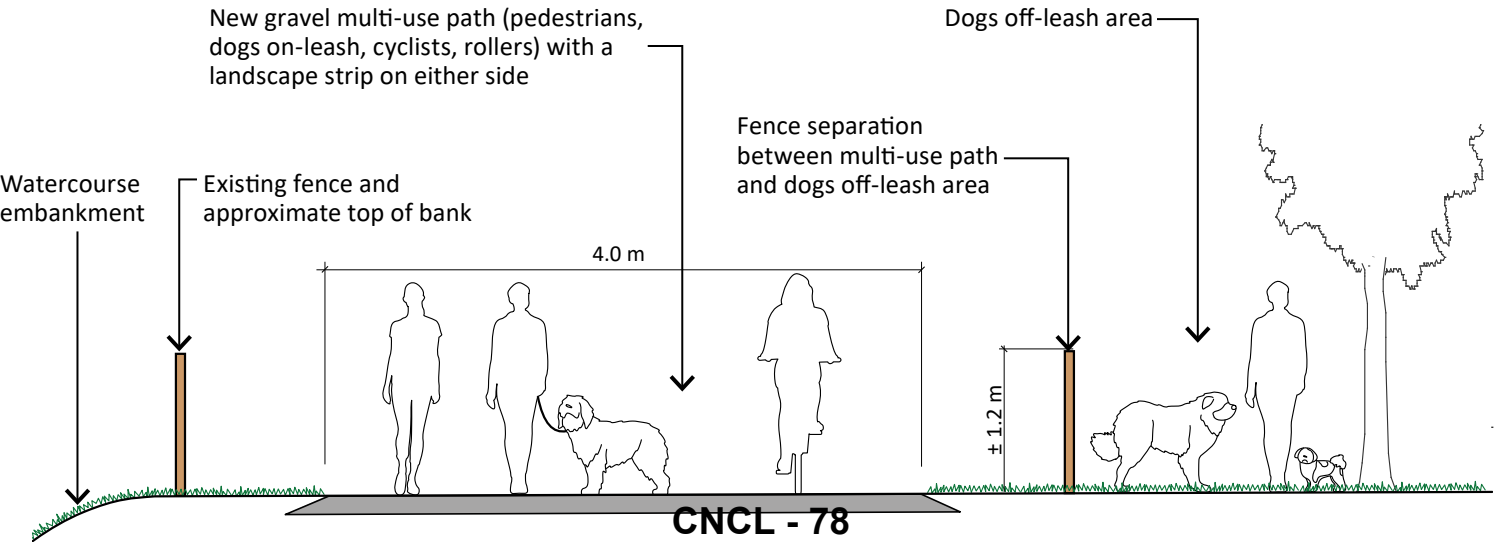 New gravel multi-use path (pedestrians,
dogs on-leash, cyclists, rollers) with a
landscape strip on either side
Dogs off-leash area
Fence separation
between multi-use path
and dogs off-leash area
Watercourse
embankment
Existing fence and
approximate top of bank
4.0 m
± 1.2 m
CNCL - 78